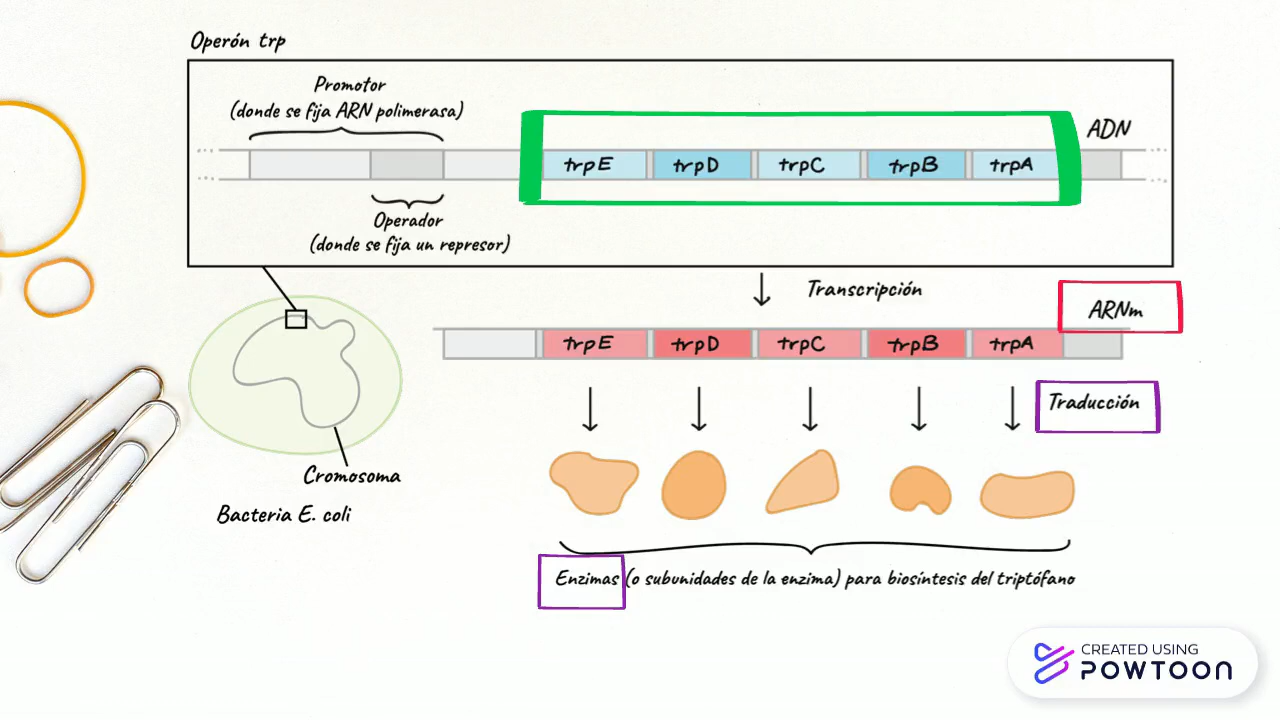 Operón trp
Promotor
(donde se fija ARN polimerasa)
ADN
trpE trpD trpC trpB trpA
Operador
(donde se fija un represor)
Transcripción
ARNm
trpE trpD trpC trpB trpA
Traducción
Cromosoma
Bacteria E. coli
Enzimas (o subunidades de la enzima) para biosíntesis del triptófano
CREATED USING
POWTOON